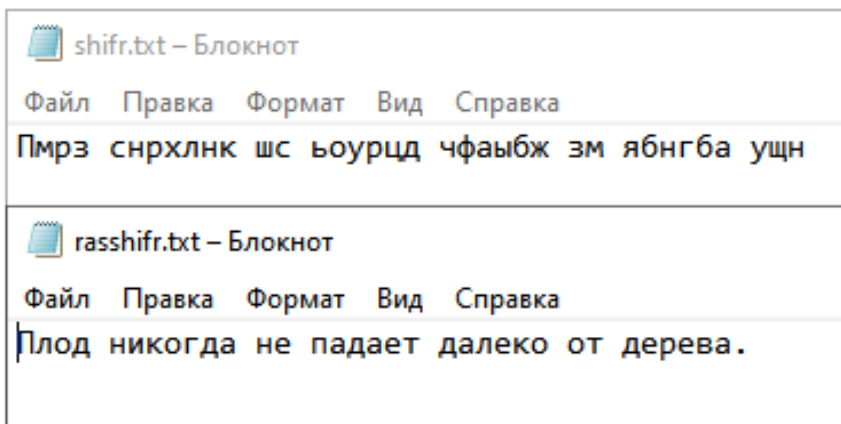 shifr.txt – Блокнот
Файл Правка Формат Вид Справка
Пмрз снрхлнк шс ьоурцд чфаыбж зм ябнгба ущн
rasshifr.txt – Блокнот
Файл Правка Формат Вид Справка
Плод никогда не падает далеко от дерева.